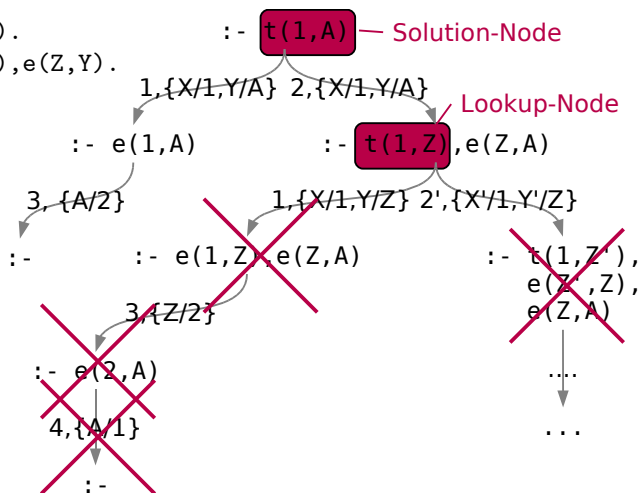 ).
:- t(1,A)
Solution-Node
),e(Z,Y).
1,{X/1,Y/A}
2,{X/1,Y/A}
Lookup-Node
:- e(1,A)
:- t(1,Z),e(Z,A)
3, {A/2}
1,{X/1,Y/Z}
2',{X'/1,Y'/Z}
:-
:- e(1,Z),e(Z,A)
:- t(1,Z'),
e(Z',Z),
e(Z,A)
3,{Z/2}
:- e(2,A)
....
4,{A/1}
...
:-